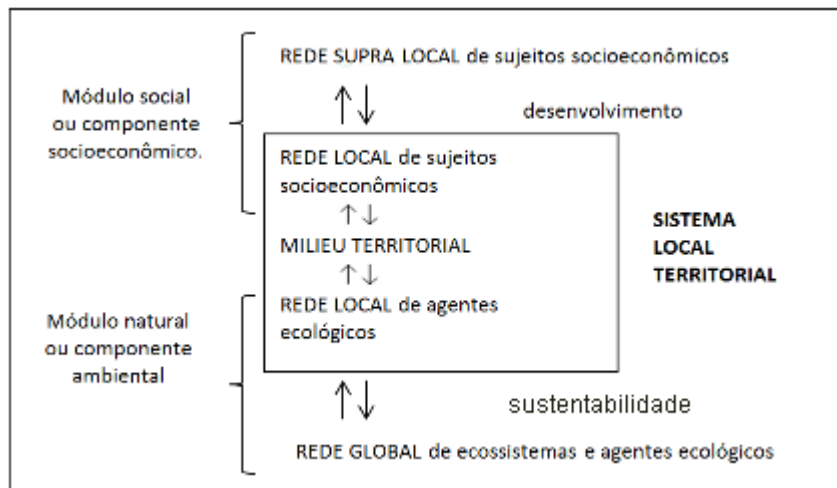 REDE SUPRA LOCAL de sujeitos socioeconômicos
Módulo social
ou componente
socioeconômico.
desenvolvimento
REDE LOCAL de sujeitos
socioeconômicos
MILIEU TERRITORIAL
SISTEMA
LOCAL
TERRITORIAL
REDE LOCAL de agentes
ecológicos
Módulo natural
ou componente
ambiental
sustentabilidade
REDE GLOBAL de ecossistemas e agentes ecológicos